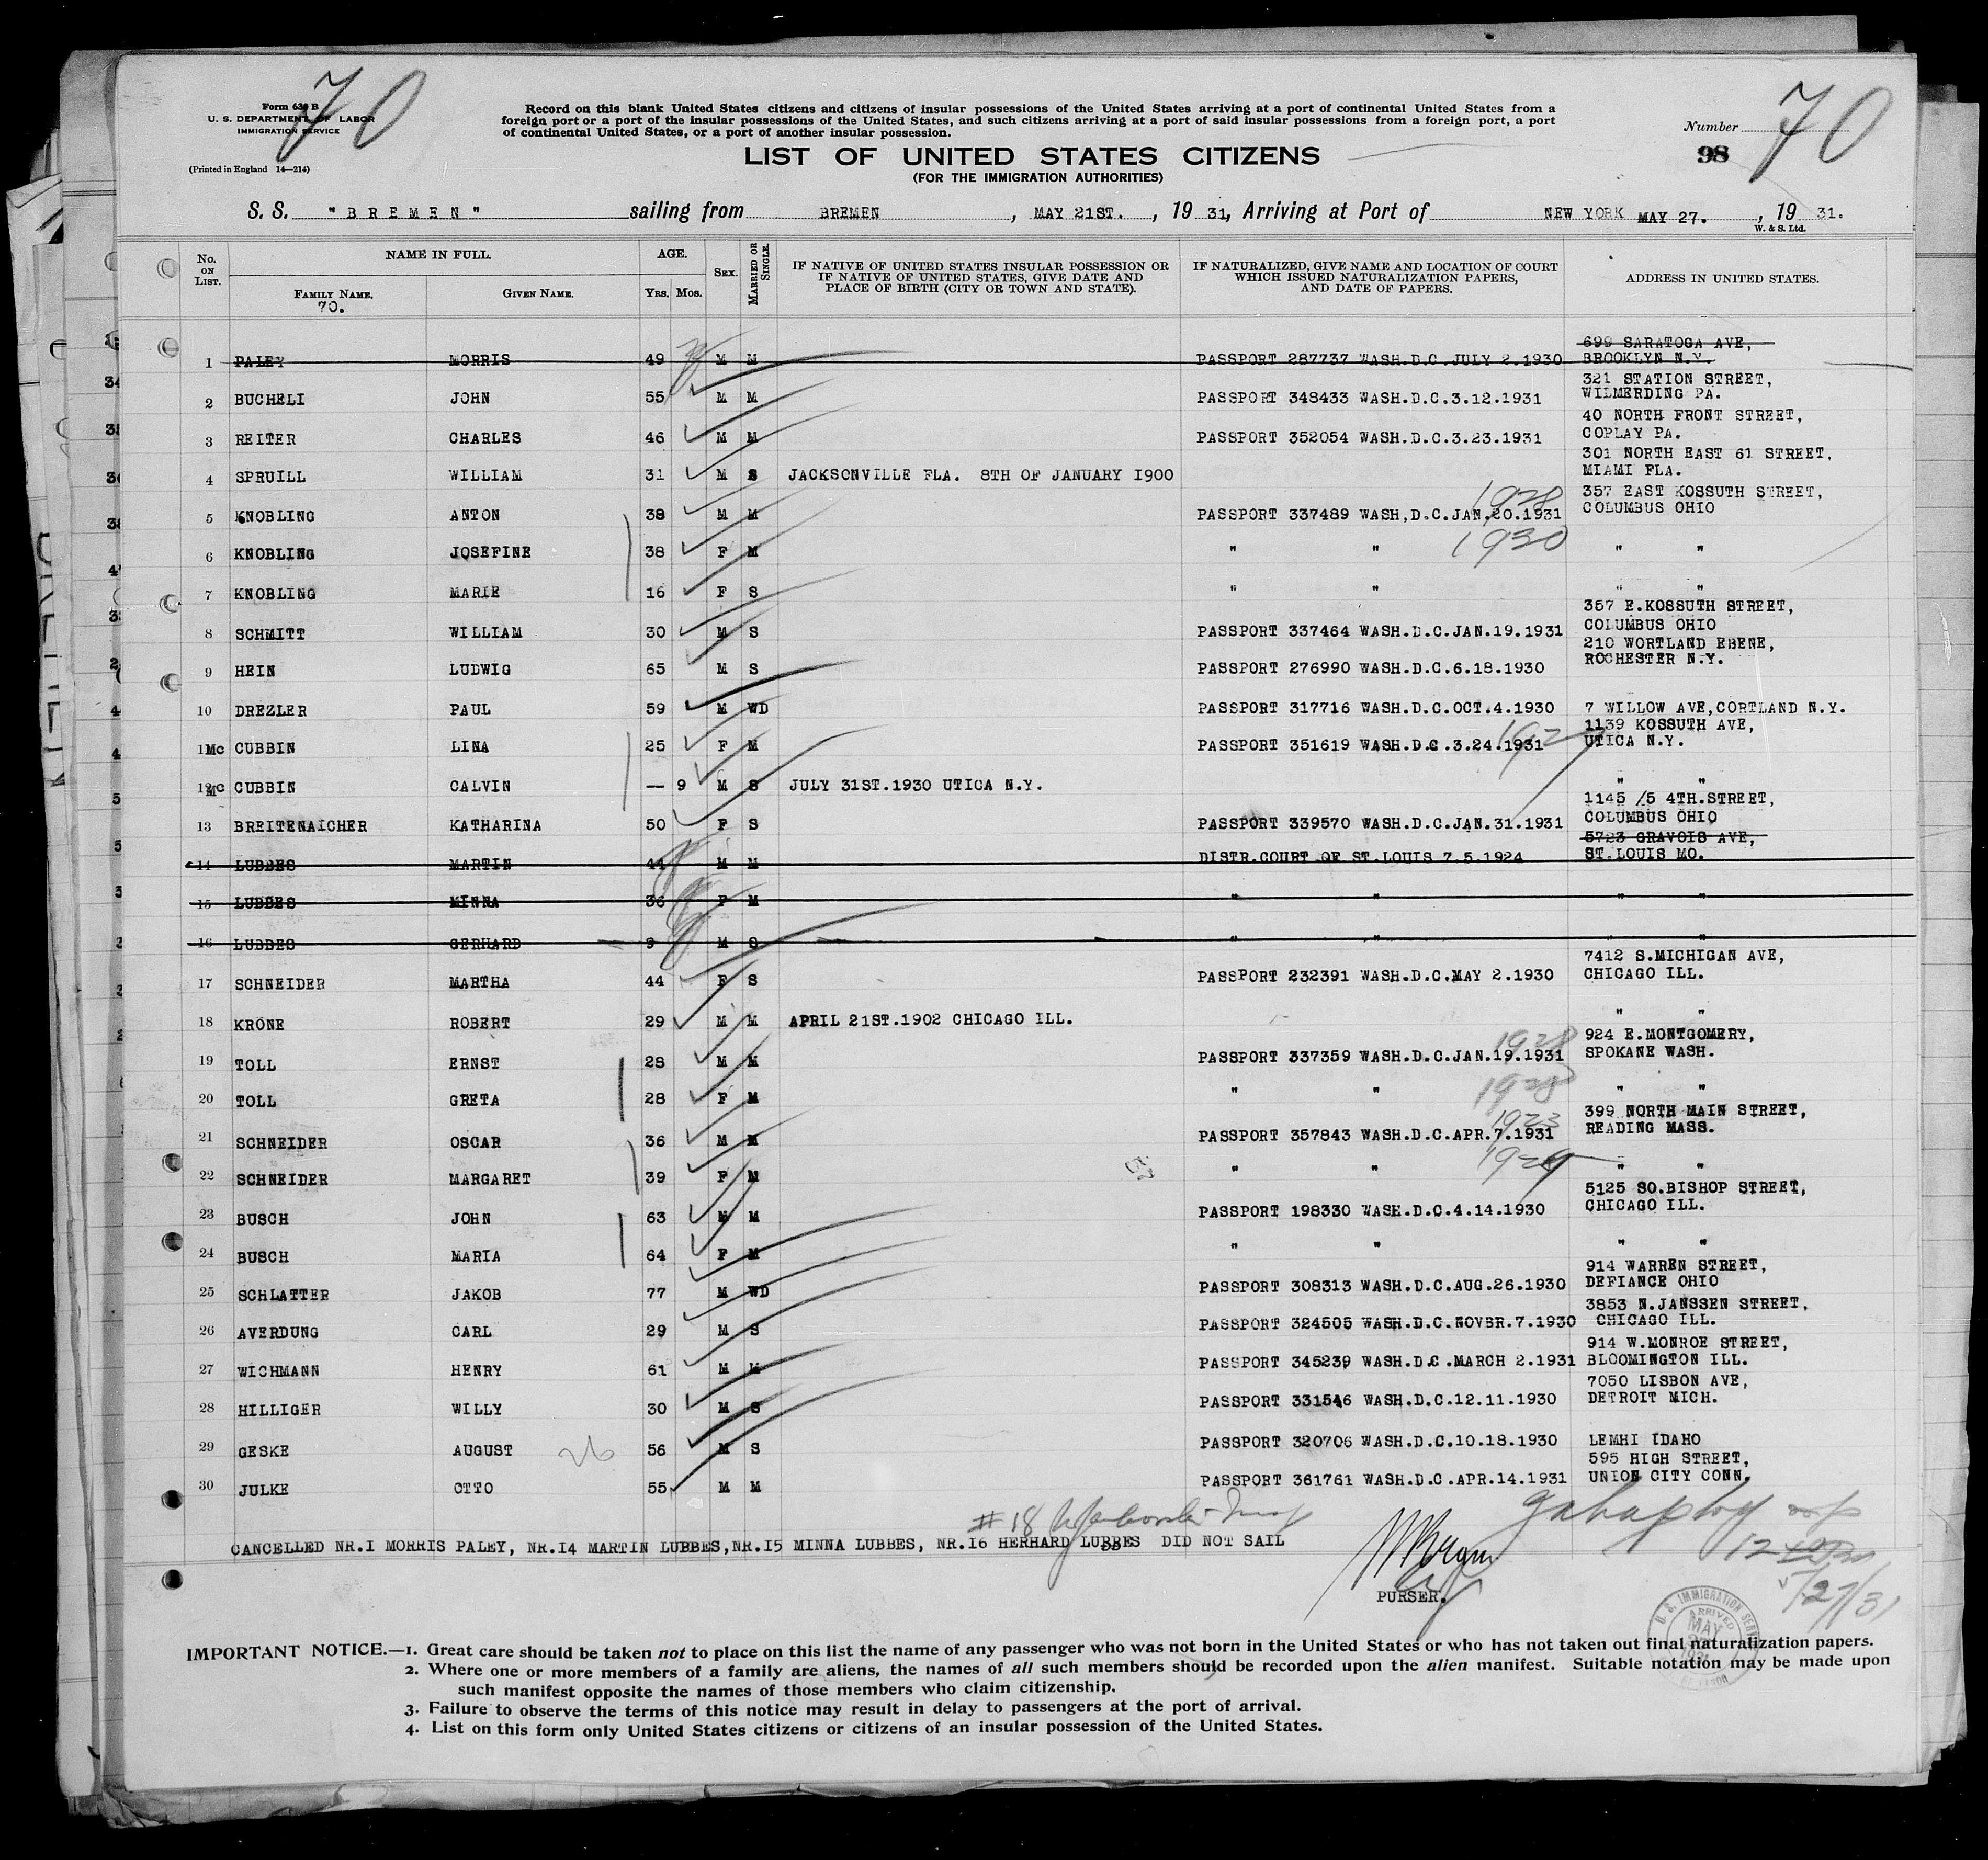 70
Form 630 B
U. S. DEPARTMENT OF LABOR
IMMIGRATION SERVICE
(Printed in England 14—214)
Record on this blank United States citizens and citizens of insular possessions of the United States arriving at a port of continental United States from a
foreign port or a port of the insular possessions of the United States, and such citizens arriving at a port of said insular possessions from a foreign port, a port
of continental United States, or a port of another insular possession.
LIST OF UNITED STATES CITIZENS
(FOR THE IMMIGRATION AUTHORITIES)
Number 70
98
S. S. "BREMEN" sailing from BREMEN, MAY 21ST., 19 31, Arriving at Port of NEW YORK MAY 27., 19 31.
W. & S. Ltd.
No. ON LIST. NAME IN FULL. AGE. SEX. MARRIED OR SINGLE. IF NATIVE OF UNITED STATES INSULAR POSSESSION OR IF NATIVE OF UNITED STATES, GIVE DATE AND PLACE OF BIRTH (CITY OR TOWN AND STATE). IF NATURALIZED, GIVE NAME AND LOCATION OF COURT WHICH ISSUED NATURALIZATION PAPERS, AND DATE OF PAPERS. ADDRESS IN UNITED STATES.
FAMILY NAME. GIVEN NAME. YRS. MOS.
70.
1 PALEY MORRIS 49 M M PASSPORT 287737 WASH.D.C.JULY 2.1930 699 SARATOGA AVE, BROOKLYN N.Y.
2 BUCHELI JOHN 55 M M PASSPORT 348433 WASH.D.C.3.12.1931 321 STATION STREET, WILMERDING PA.
3 REITER CHARLES 46 M M PASSPORT 352054 WASH.D.C.3.23.1931 40 NORTH FRONT STREET, COPLAY PA.
4 SPRUILL WILLIAM 31 M S JACKSONVILLE FLA. 8TH OF JANUARY 1900 301 NORTH EAST 61 STREET, MIAMI FLA.
5 KNOBLING ANTON 38 M M PASSPORT 337489 WASH,D.C.JAN.20.1931 1928 357 EAST KOSSUTH STREET, COLUMBUS OHIO
6 KNOBLING JOSEFINE 38 F M " " 1930 " "
7 KNOBLING MARIE 16 F S " " " "
8 SCHMITT WILLIAM 30 M S PASSPORT 337464 WASH.D.C.JAN.19.1931 357 E.KOSSUTH STREET, COLUMBUS OHIO
9 HEIN LUDWIG 65 M S PASSPORT 276990 WASH.D.C.6.18.1930 210 WORTLAND EBENE, ROCHESTER N.Y.
10 DREZLER PAUL 59 M WD PASSPORT 317716 WASH.D.C.OCT.4.1930 7 WILLOW AVE,CORTLAND N.Y.
11 Mc CUBBIN LINA 25 F M PASSPORT 351619 WASH.D.C.3.24.1931 1139 KOSSUTH AVE, UTICA N.Y.
12 Mc CUBBIN CALVIN — 9 M S JULY 31ST.1930 UTICA N.Y. " "
13 BREITENAICHER KATHARINA 50 F S PASSPORT 339570 WASH.D.C.JAN.31.1931 1145 /5 4TH.STREET, COLUMBUS OHIO
14 LUBBES MARTIN 44 M M DISTR.COURT OF ST.LOUIS 7.5.1924 5723 GRAVOIS AVE, ST.LOUIS MO.
15 LUBBES MINNA 36 F M " " " "
16 LUBBES GERHARD 9 M S " " " "
17 SCHNEIDER MARTHA 44 F S PASSPORT 232391 WASH.D.C.MAY 2.1930 7412 S.MICHIGAN AVE, CHICAGO ILL.
18 KRONE ROBERT 29 M M APRIL 21ST.1902 CHICAGO ILL. " "
19 TOLL ERNST 28 M M PASSPORT 337359 WASH.D.C.JAN.19.1931 1928 924 E.MONTGOMERY, SPOKANE WASH.
20 TOLL GRETA 28 F M " " 1928 " "
21 SCHNEIDER OSCAR 36 M M PASSPORT 357843 WASH.D.C.APR.7.1931 1923 399 NORTH MAIN STREET, READING MASS.
22 SCHNEIDER MARGARET 39 F M " " " "
23 BUSCH JOHN 63 M M PASSPORT 198330 WASH.D.C.4.14.1930 5125 SO.BISHOP STREET, CHICAGO ILL.
24 BUSCH MARIA 64 F M " " " "
25 SCHLATTER JAKOB 77 M WD PASSPORT 308313 WASH.D.C.AUG.26.1930 914 WARREN STREET, DEFIANCE OHIO
26 AVERDUNG CARL 29 M S PASSPORT 324505 WASH.D.C.NOVBR.7.1930 3853 N.JANSSEN STREET, CHICAGO ILL.
27 WICHMANN HENRY 61 M M PASSPORT 345239 WASH.D.C.MARCH 2.1931 914 W.MONROE STREET, BLOOMINGTON ILL.
28 HILLIGER WILLY 30 M S PASSPORT 331546 WASH.D.C.12.11.1930 7050 LISBON AVE, DETROIT MICH.
29 GESKE AUGUST 26 56 M S PASSPORT 320706 WASH.D.C.10.18.1930 LEMHI IDAHO
30 JULKE OTTO 55 M M PASSPORT 361761 WASH.D.C.APR.14.1931 595 HIGH STREET, UNION CITY CONN.
# 18
CANCELLED NR.1 MORRIS PALEY, NR.14 MARTIN LUBBES,NR.15 MINNA LUBBES, NR.16 HERHARD LUBBES DID NOT SAIL
PURSER.
5/27/31
U. S. IMMIGRATION SERVICE ARRIVED MAY
IMPORTANT NOTICE.—1. Great care should be taken not to place on this list the name of any passenger who was not born in the United States or who has not taken out final naturalization papers.
2. Where one or more members of a family are aliens, the names of all such members should be recorded upon the alien manifest. Suitable notation may be made upon
such manifest opposite the names of those members who claim citizenship.
3. Failure to observe the terms of this notice may result in delay to passengers at the port of arrival.
4. List on this form only United States citizens or citizens of an insular possession of the United States.